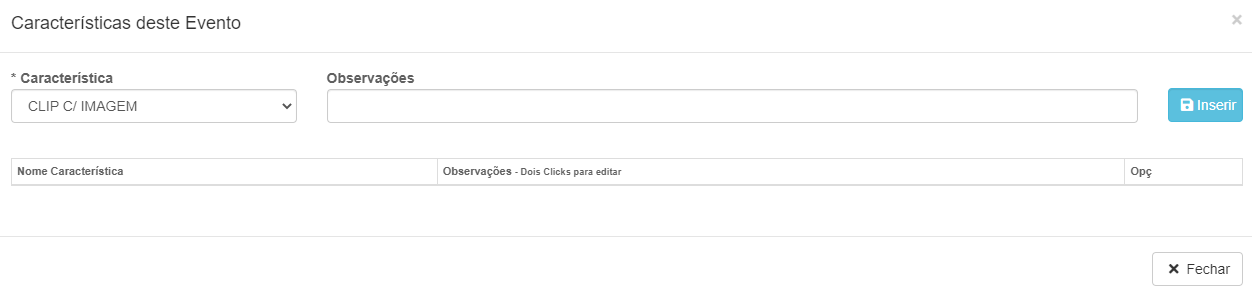 Características deste Evento
×
* Característica
Observações
CLIP C/ IMAGEM
Inserir
Nome Característica
Observações - Dois Clicks para editar
Opç
Fechar